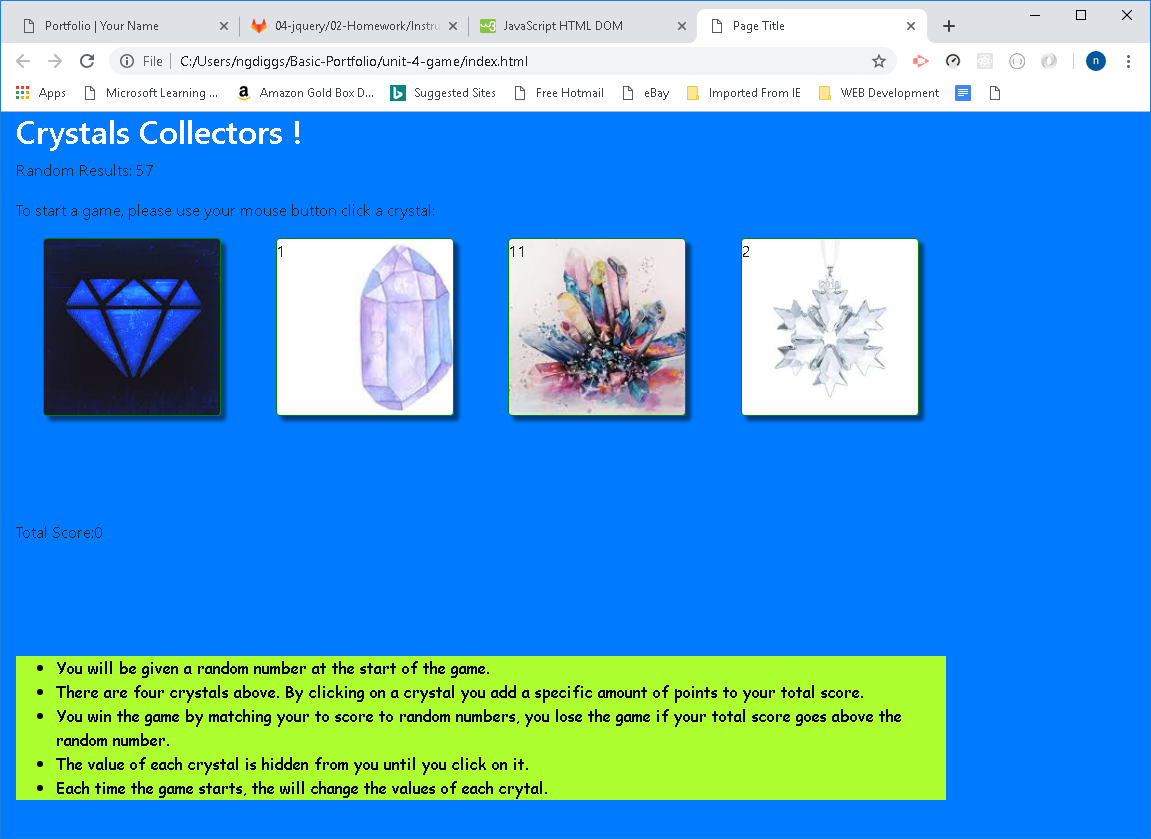 Portfolio | Your Name
04-jquery/02-Homework/Instru
JavaScript HTML DOM
Page Title
File
C:/Users/ngdiggs/Basic-Portfolio/unit-4-game/index.html
n
Apps
Microsoft Learning ...
Amazon Gold Box D...
Suggested Sites
Free Hotmail
eBay
Imported From IE
WEB Development
Crystals Collectors !
Random Results: 57
To start a game, please use your mouse button click a crystal:
1
11
2
2018
Total Score:0
You will be given a random number at the start of the game.
There are four crystals above. By clicking on a crystal you add a specific amount of points to your total score.
You win the game by matching your to score to random numbers, you lose the game if your total score goes above the
random number.
The value of each crystal is hidden from you until you click on it.
Each time the game starts, the will change the values of each crytal.